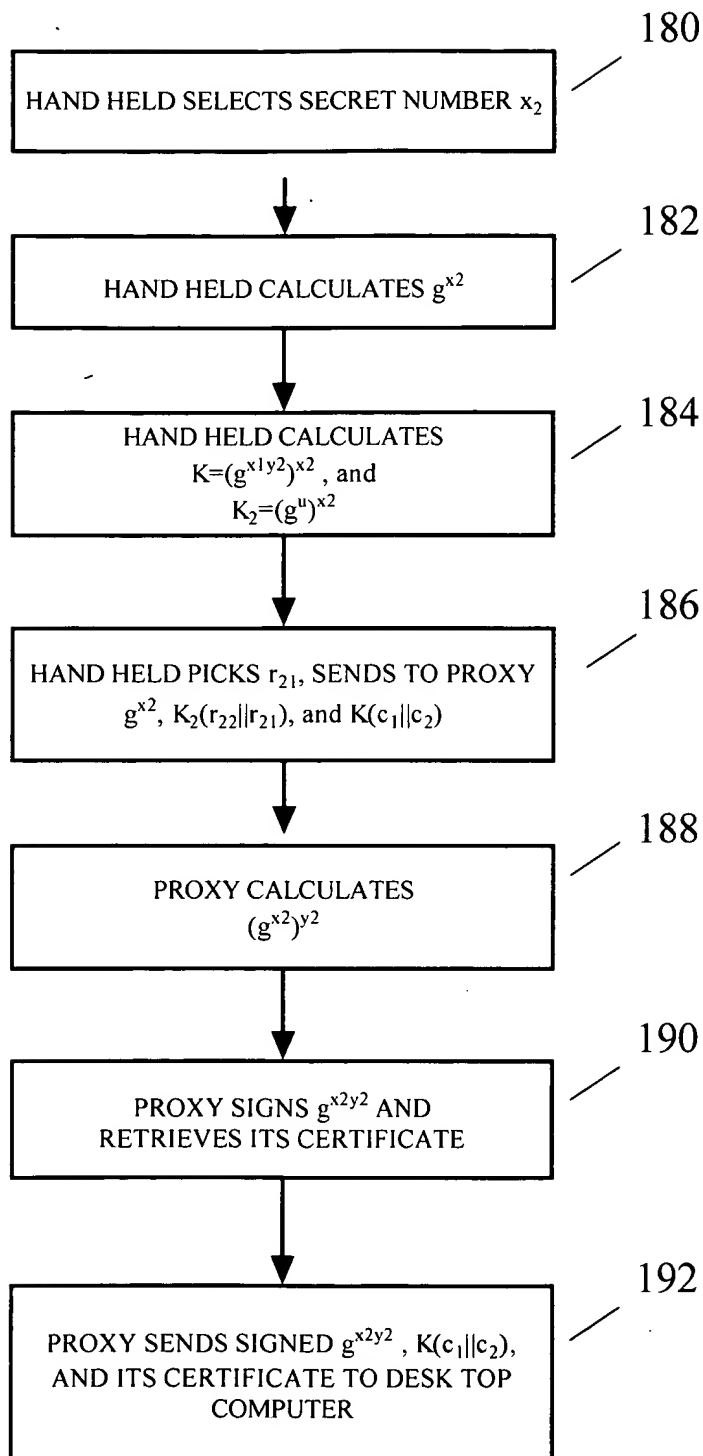 180
HAND HELD SELECTS SECRET NUMBER x₂
182
HAND HELD CALCULATES g^x2
184
HAND HELD CALCULATES
K=(g^x1y2)^x2 , and
K₂=(g^u)^x2
186
HAND HELD PICKS r₂₁, SENDS TO PROXY
g^x2, K₂(r₂₂||r₂₁), and K(c₁||c₂)
188
PROXY CALCULATES
(g^x2)^y2
190
PROXY SIGNS g^x2y2 AND
RETRIEVES ITS CERTIFICATE
192
PROXY SENDS SIGNED g^x2y2 , K(c₁||c₂),
AND ITS CERTIFICATE TO DESK TOP
COMPUTER